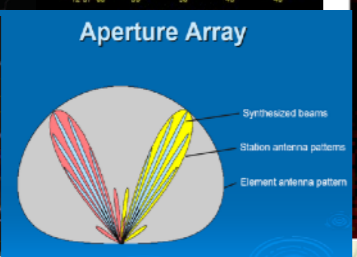 Aperture Array
Synthesized beams
Station antenna patterns
Element antenna pattern